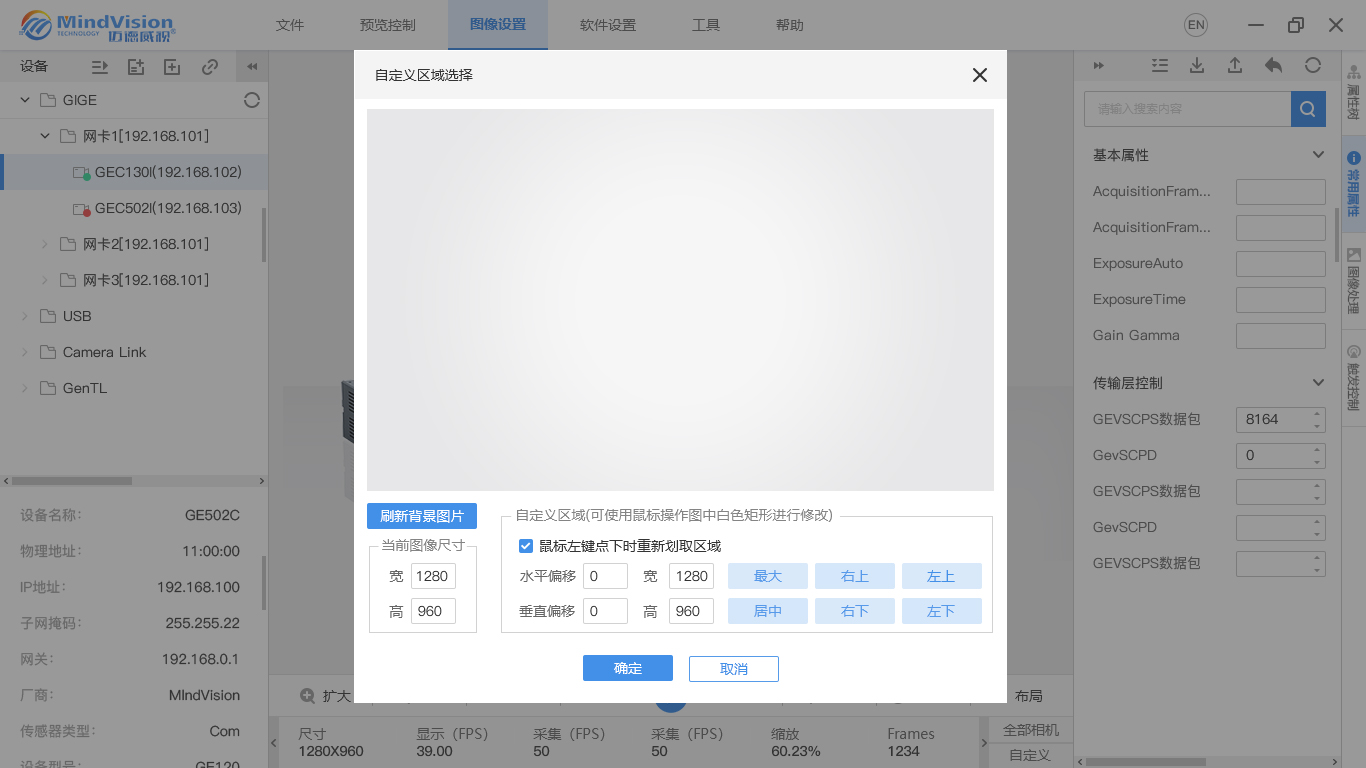 MindVision
TECHNOLOGY 迈德威视®
文件 预览控制 图像设置 软件设置 工具 帮助 EN
设备
GIGE
网卡1[192.168.101]
GEC130I(192.168.102)
GEC502I(192.168.103)
网卡2[192.168.101]
网卡3[192.168.101]
USB
Camera Link
GenTL
设备名称: GE502C
物理地址: 11:00:00
IP地址: 192.168.100
子网掩码: 255.255.22
网关: 192.168.0.1
厂商: MIndVision
传感器类型: Com
设备型号: GE120
自定义区域选择
刷新背景图片
当前图像尺寸
宽 1280
高 960
自定义区域(可使用鼠标操作图中白色矩形进行修改)
鼠标左键点下时重新划取区域
水平偏移 0 宽 1280 最大 右上 左上
垂直偏移 0 高 960 居中 右下 左下
确定 取消
扩大 布局
尺寸 显示（FPS） 采集（FPS） 采集（FPS） 缩放 Frames
1280X960 39.00 50 50 60.23% 1234
全部相机
自定义
请输入搜索内容
基本属性
AcquisitionFram...
AcquisitionFram...
ExposureAuto
ExposureTime
Gain Gamma
传输层控制
GEVSCPS数据包 8164
GevSCPD 0
GEVSCPS数据包
GevSCPD
GEVSCPS数据包
属性树
常用属性
图像处理
触发控制